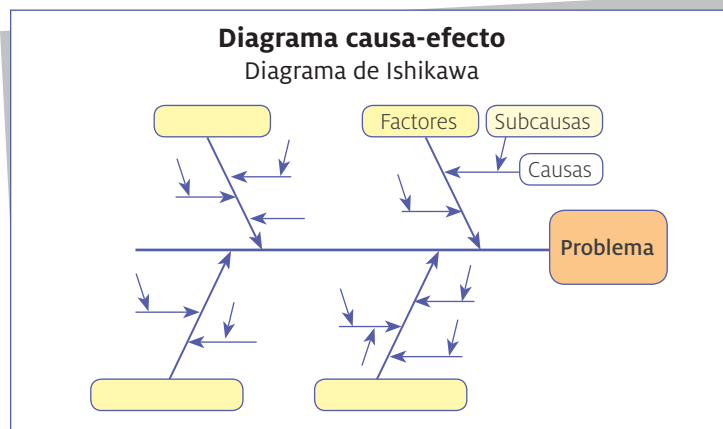 Diagrama causa-efecto
Diagrama de Ishikawa
Factores
Subcausas
Causas
Problema